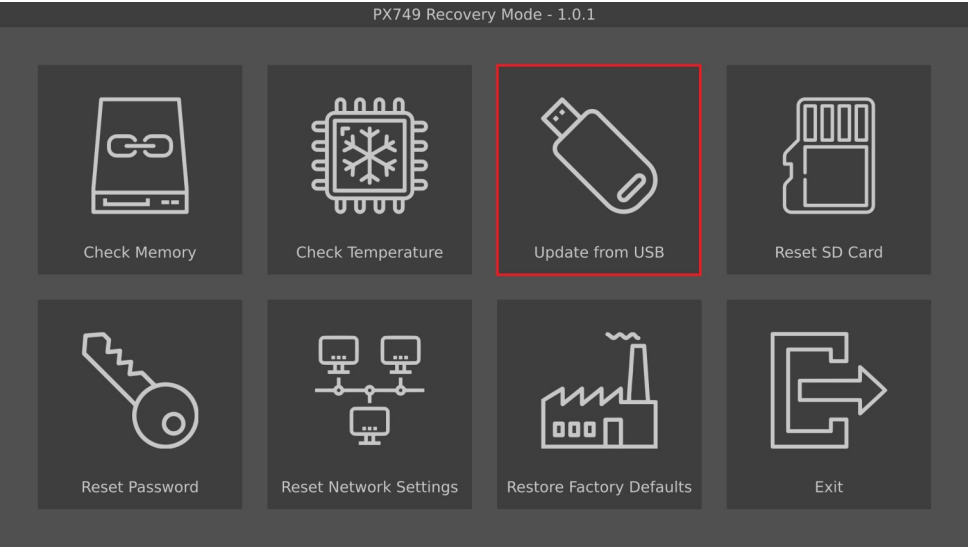 PX749 Recovery Mode - 1.0.1
Check Memory
Check Temperature
Update from USB
Reset SD Card
Reset Password
Reset Network Settings
Restore Factory Defaults
Exit